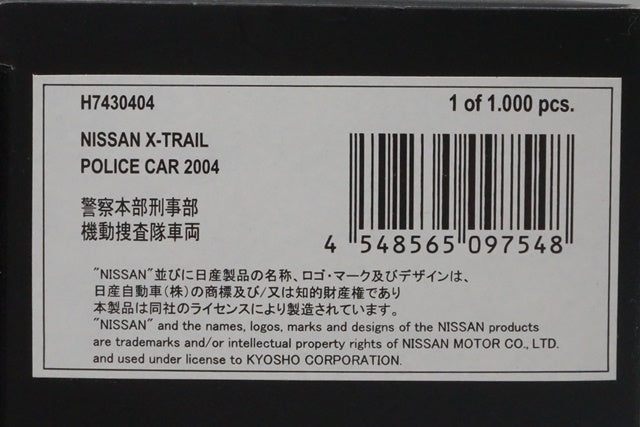 H7430404
1 of 1.000 pcs.
NISSAN X-TRAIL
POLICE CAR 2004
警察本部刑事部
機動捜査隊車両
4 548565 097548
"NISSAN"並びに日産製品の名称、ロゴ・マーク及びデザインは、
日産自動車(株)の商標及び/又は知的財産権であり
本製品は同社のライセンスにより製造されています。
"NISSAN" and the names, logos, marks and designs of the NISSAN products
are trademarks and/or intellectual property rights of NISSAN MOTOR CO., LTD.
and used under license to KYOSHO CORPORATION.